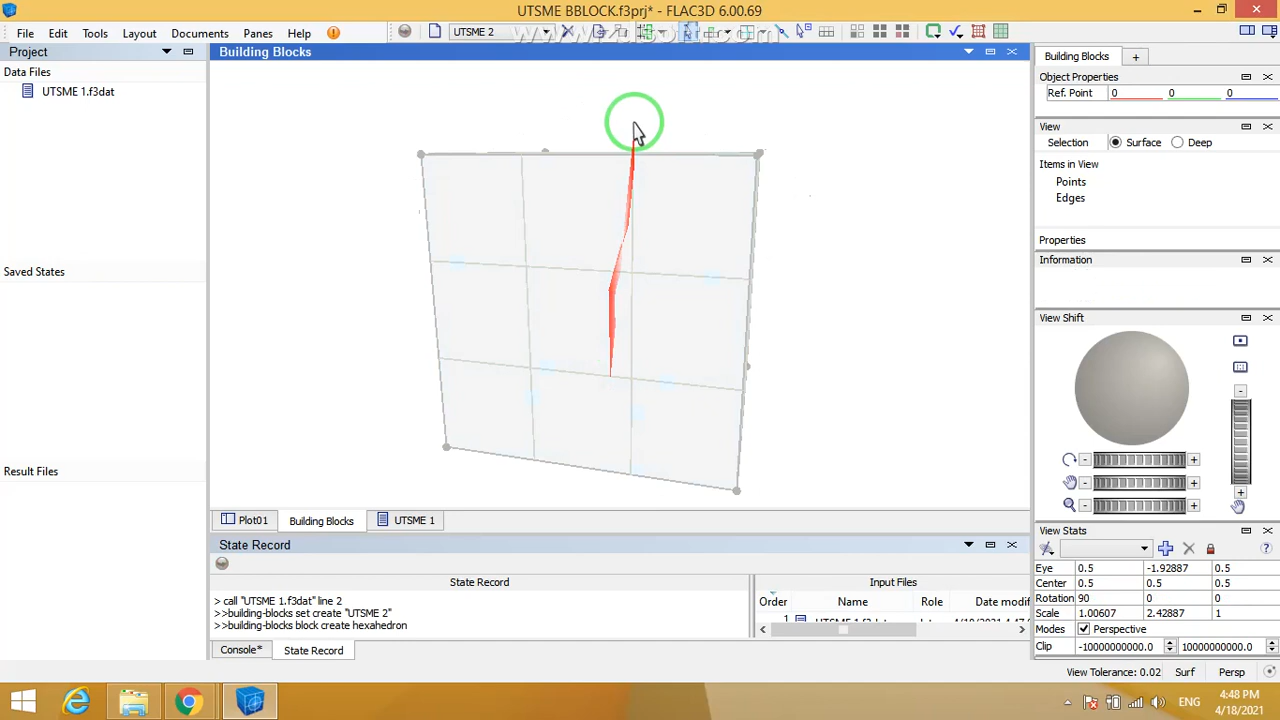 UTSME BBLOCK.f3prj* - FLAC3D 6.00.69
File Edit Tools Layout Documents Panes Help
UTSME 2
Project
Data Files
UTSME 1.f3dat
Saved States
Result Files
Building Blocks
Plot01 Building Blocks UTSME 1
State Record
State Record
> call "UTSME 1.f3dat" line 2
>>building-blocks set create "UTSME 2"
>>building-blocks block create hexahedron
Input Files
Order Name Role Date modif
Console* State Record
Building Blocks +
Object Properties
Ref. Point 0 0 0
View
Selection Surface Deep
Items in View
Points
Edges
Properties
Information
View Shift
View Stats
Eye 0.5 -1.92887 0.5
Center 0.5 0.5 0.5
Rotation 90 0 0
Scale 1.00607 2.42887 1
Modes Perspective
Clip -10000000000.0 10000000000.0
View Tolerance: 0.02 Surf Persp
ENG
4:48 PM
4/18/2021